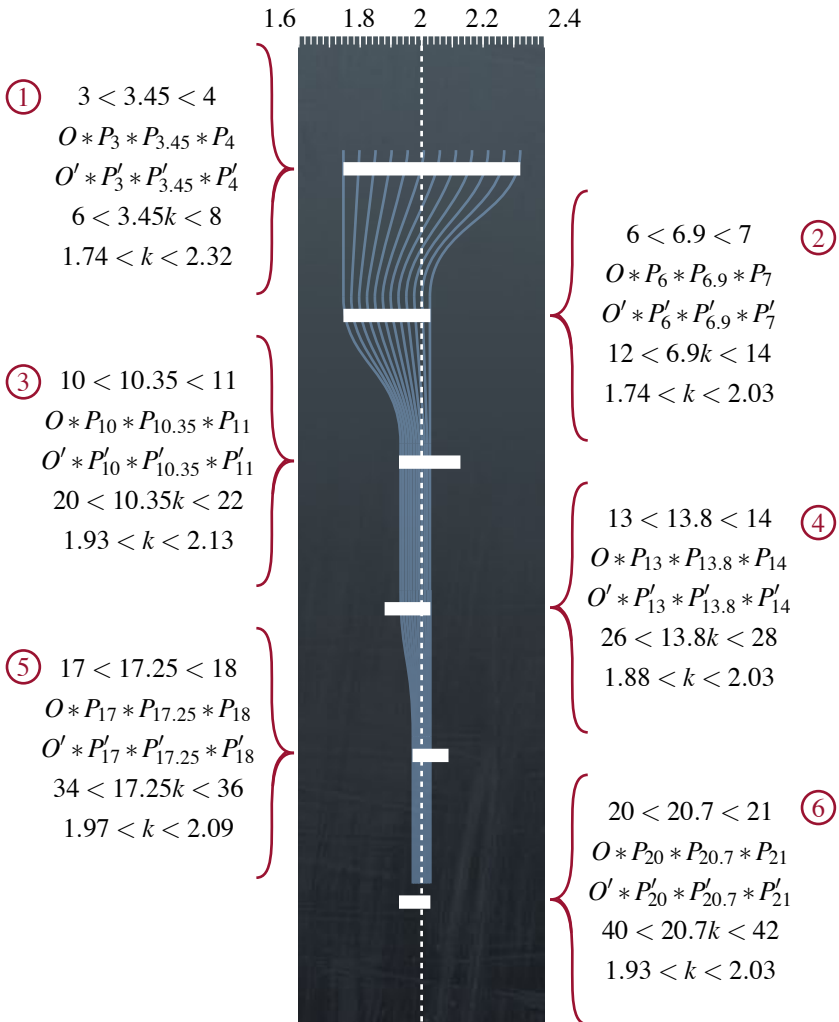 1.6 1.8 2 2.2 2.4
1
3 < 3.45 < 4
O ∗ P₃ ∗ P₃.₄₅ ∗ P₄
O′ ∗ P′₃ ∗ P′₃.₄₅ ∗ P′₄
6 < 3.45k < 8
1.74 < k < 2.32
2
6 < 6.9 < 7
O ∗ P₆ ∗ P₆.₉ ∗ P₇
O′ ∗ P′₆ ∗ P′₆.₉ ∗ P′₇
12 < 6.9k < 14
1.74 < k < 2.03
3
10 < 10.35 < 11
O ∗ P₁₀ ∗ P₁₀.₃₅ ∗ P₁₁
O′ ∗ P′₁₀ ∗ P′₁₀.₃₅ ∗ P′₁₁
20 < 10.35k < 22
1.93 < k < 2.13
4
13 < 13.8 < 14
O ∗ P₁₃ ∗ P₁₃.₈ ∗ P₁₄
O′ ∗ P′₁₃ ∗ P′₁₃.₈ ∗ P′₁₄
26 < 13.8k < 28
1.88 < k < 2.03
5
17 < 17.25 < 18
O ∗ P₁₇ ∗ P₁₇.₂₅ ∗ P₁₈
O′ ∗ P′₁₇ ∗ P′₁₇.₂₅ ∗ P′₁₈
34 < 17.25k < 36
1.97 < k < 2.09
6
20 < 20.7 < 21
O ∗ P₂₀ ∗ P₂₀.₇ ∗ P₂₁
O′ ∗ P′₂₀ ∗ P′₂₀.₇ ∗ P′₂₁
40 < 20.7k < 42
1.93 < k < 2.03